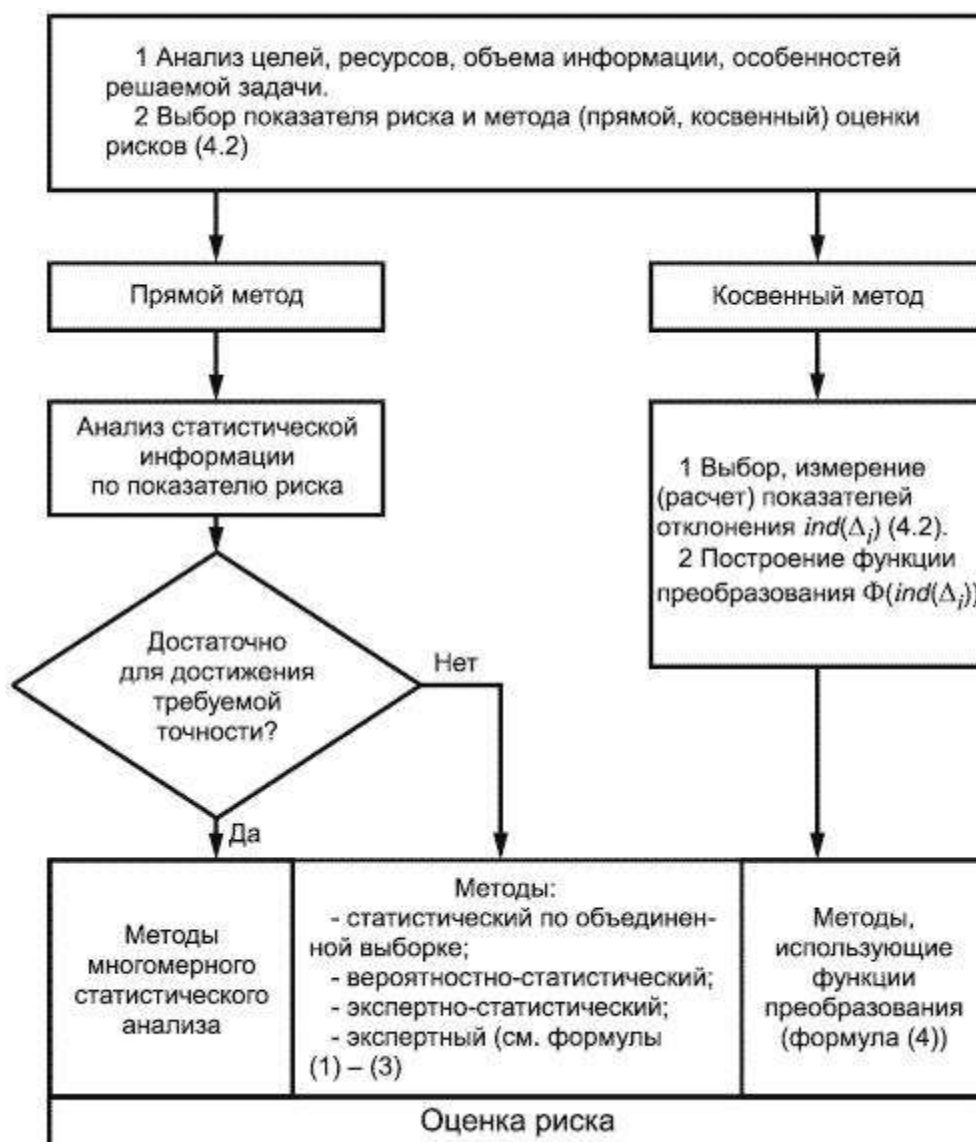 1 Анализ целей, ресурсов, объема информации, особенностей
решаемой задачи.
2 Выбор показателя риска и метода (прямой, косвенный) оценки
рисков (4.2)
Прямой метод
Косвенный метод
Анализ статистической
информации
по показателю риска
1 Выбор, измерение
(расчет) показателей
отклонения ind(Δi) (4.2).
2 Построение функции
преобразования Φ(ind(Δi))
Достаточно
для достижения
требуемой
точности?
Нет
Да
Методы
многомерного
статистического
анализа
Методы:
- статистический по объединен-
ной выборке;
- вероятностно-статистический;
- экспертно-статистический;
- экспертный (см. формулы
(1) – (3)
Методы,
использующие
функции
преобразования
(формула (4))
Оценка риска